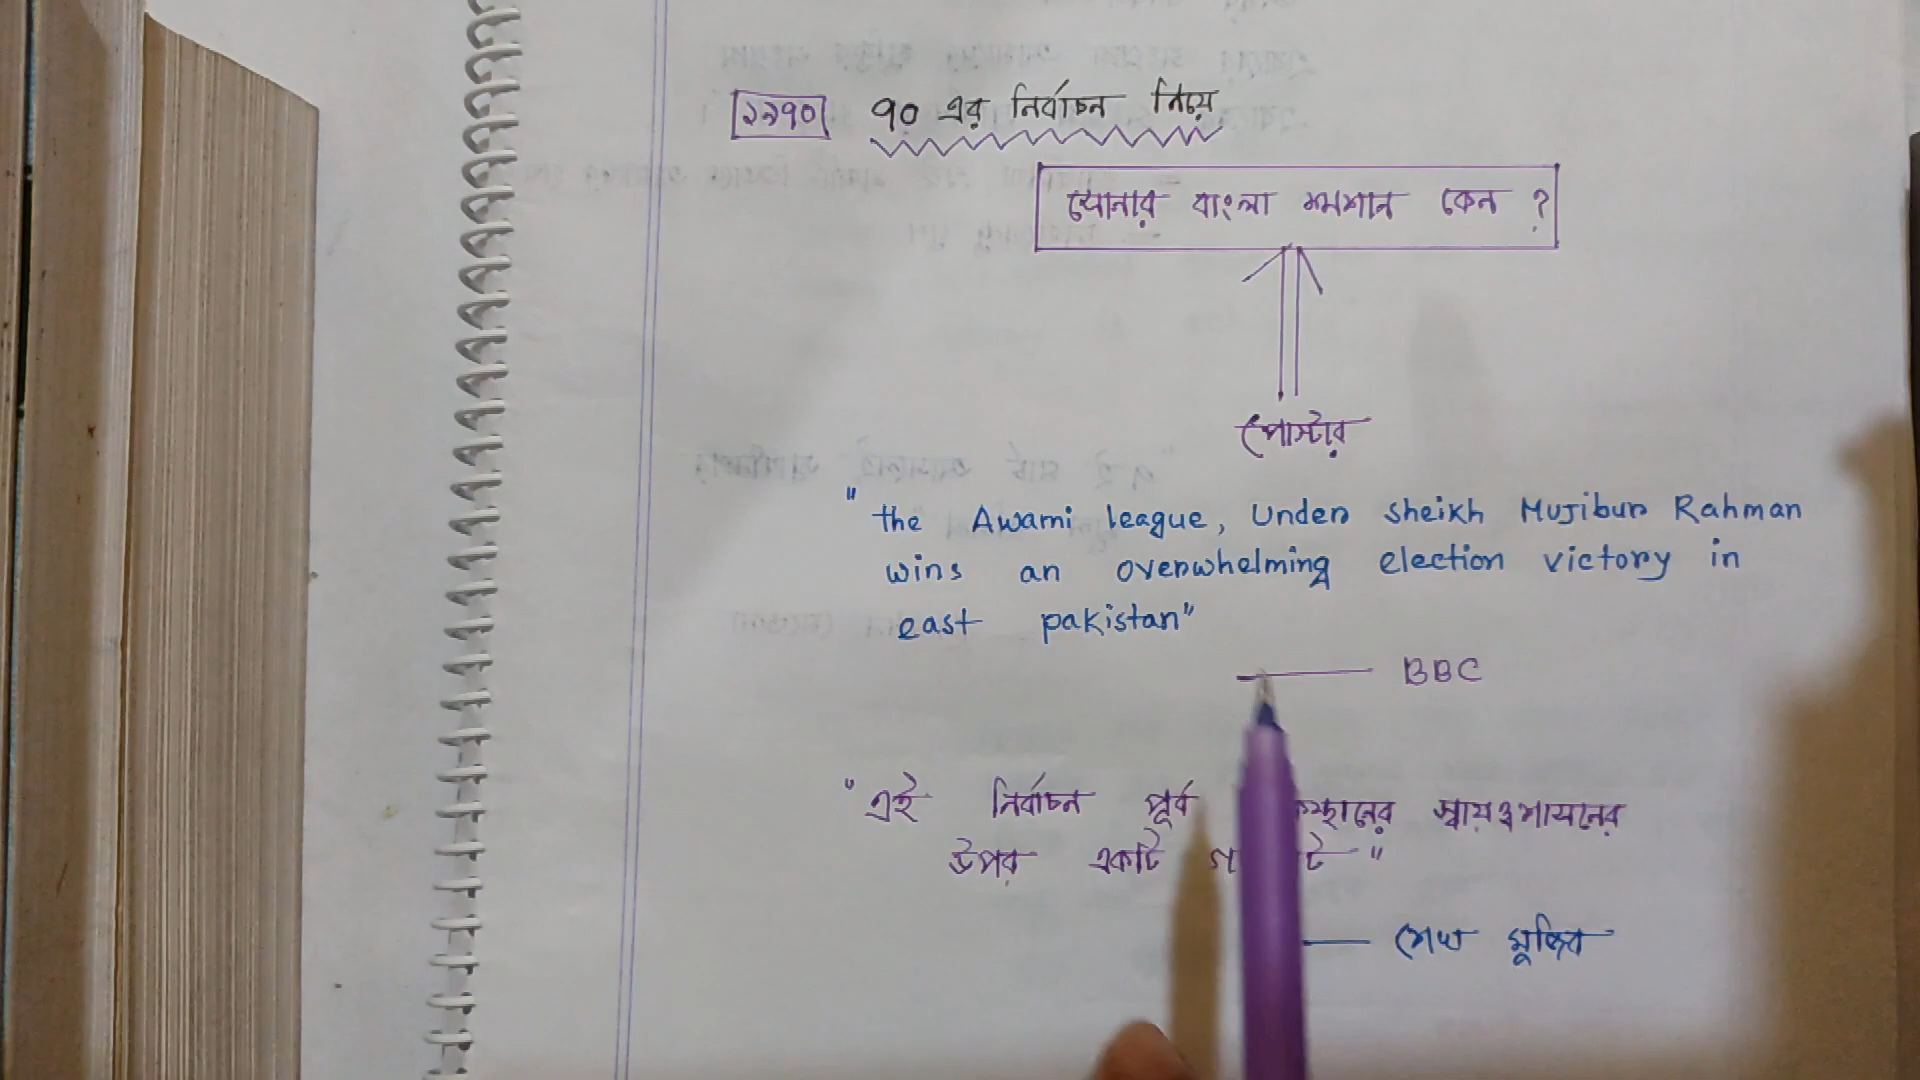 ১৯৭০ ৭০ এর নির্বাচন নিয়ে
সোনার বাংলা শ্মশান কেন ?
পোস্টার
"the Awami league, Under sheikh Mujibur Rahman
wins an overwhelming election victory in
east pakistan"
— BBC
"এই নির্বাচন পূর্ব স্বায়ত্তশাসনের
উপর একটি "
— শেখ মুজিব